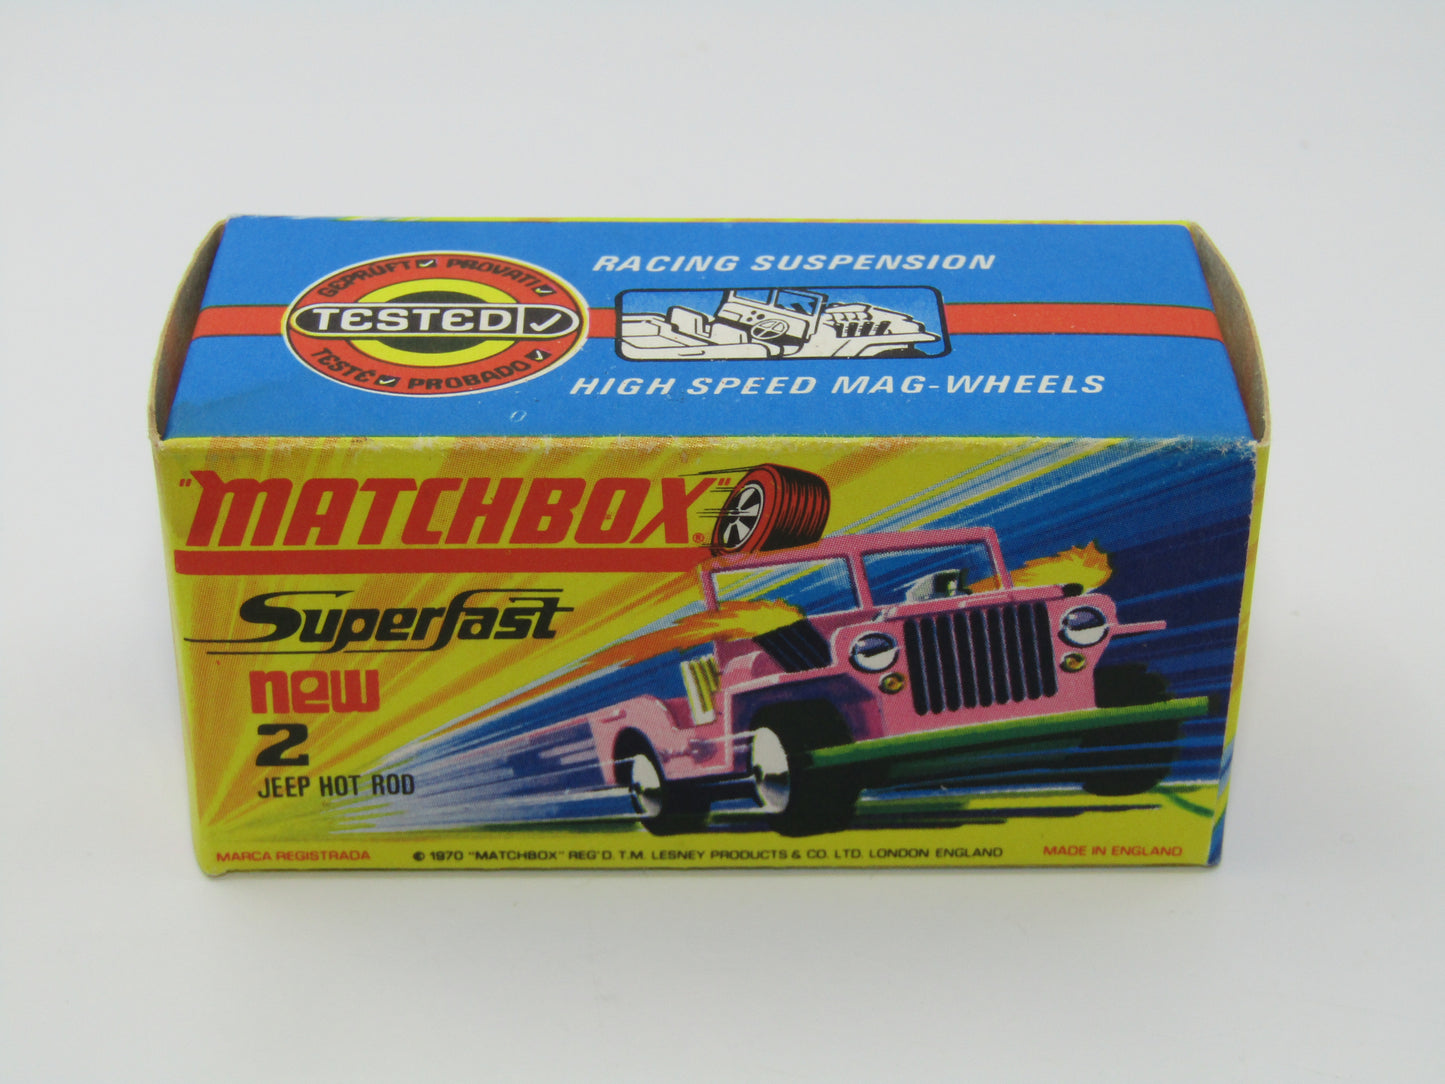 GEPRÜFT PROVATI
TESTED
TESTÉ PROBADO
RACING SUSPENSION
HIGH SPEED MAG-WHEELS
"MATCHBOX"®
Superfast
new
2
JEEP HOT ROD
MARCA REGISTRADA © 1970 "MATCHBOX" REG'D. T.M. LESNEY PRODUCTS & CO. LTD. LONDON ENGLAND MADE IN ENGLAND